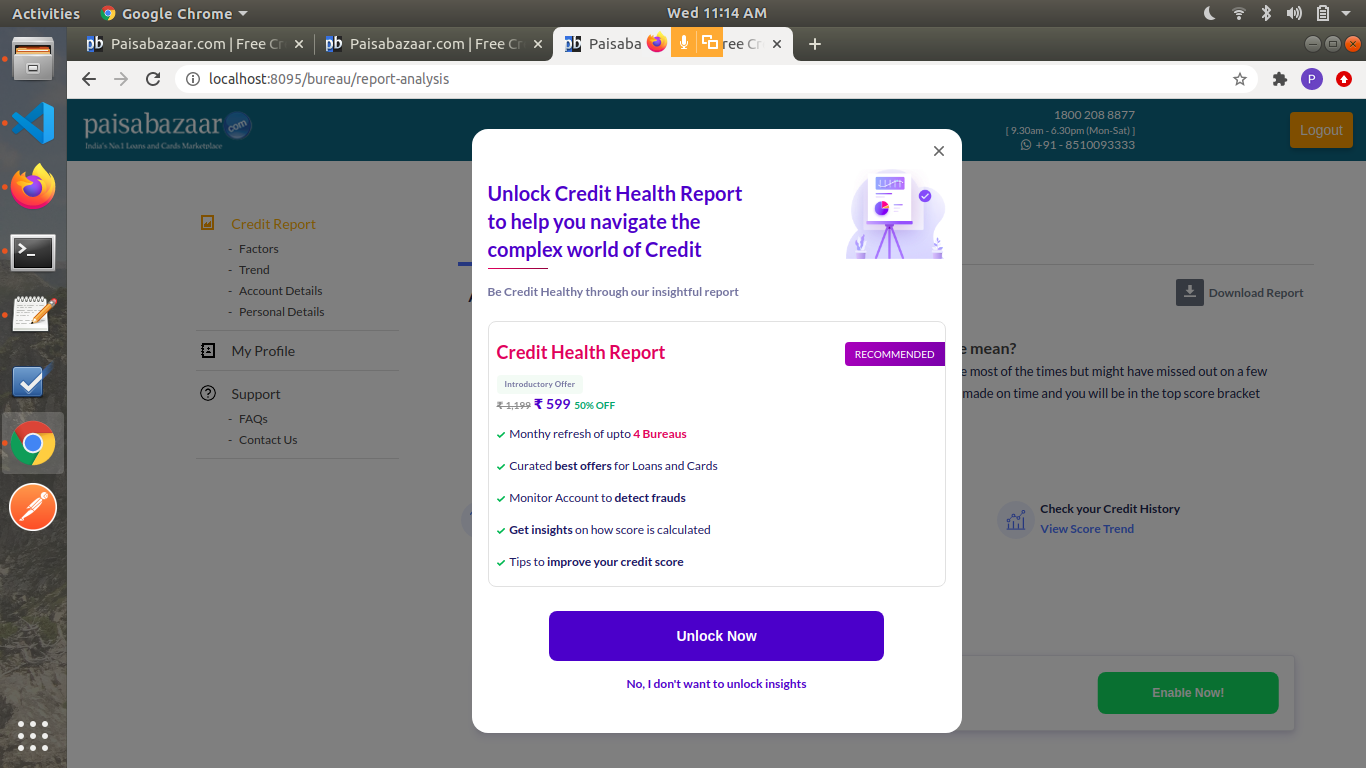 Activities
Google Chrome
Wed 11:14 AM
Paisabazaar.com | Free Cr
Paisabazaar.com | Free Cr
Paisaba
ree Cr
localhost:8095/bureau/report-analysis
P
paisabazaar.com
India's No.1 Loans and Cards Marketplace
1800 208 8877
[ 9.30am - 6.30pm (Mon-Sat) ]
+91 - 8510093333
Logout
Credit Report
- Factors
- Trend
- Account Details
- Personal Details
My Profile
Support
- FAQs
- Contact Us
Unlock Credit Health Report
to help you navigate the
complex world of Credit
Be Credit Healthy through our insightful report
Credit Health Report
RECOMMENDED
Introductory Offer
₹ 1,199 ₹ 599 50% OFF
Monthy refresh of upto 4 Bureaus
Curated best offers for Loans and Cards
Monitor Account to detect frauds
Get insights on how score is calculated
Tips to improve your credit score
Unlock Now
No, I don't want to unlock insights
Download Report
e mean?
e most of the times but might have missed out on a few
made on time and you will be in the top score bracket
Check your Credit History
View Score Trend
Enable Now!